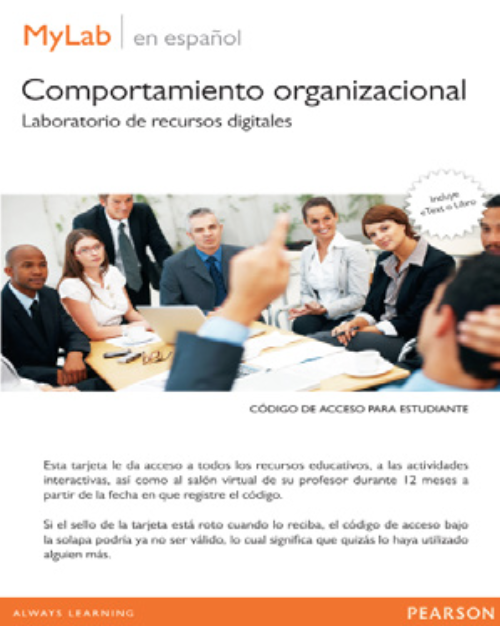 MyLab | en español
Comportamiento organizacional
Laboratorio de recursos digitales
Incluye
eText o Libro
CÓDIGO DE ACCESO PARA ESTUDIANTE
Esta tarjeta le da acceso a todos los recursos educativos, a las actividades
interactivas, así como al salón virtual de su profesor durante 12 meses a
partir de la fecha en que registre el código.
Si el sello de la tarjeta está roto cuando lo reciba, el código de acceso bajo
la solapa podría ya no ser válido, lo cual significa que quizás lo haya utilizado
alguien más.
ALWAYS LEARNING
PEARSON